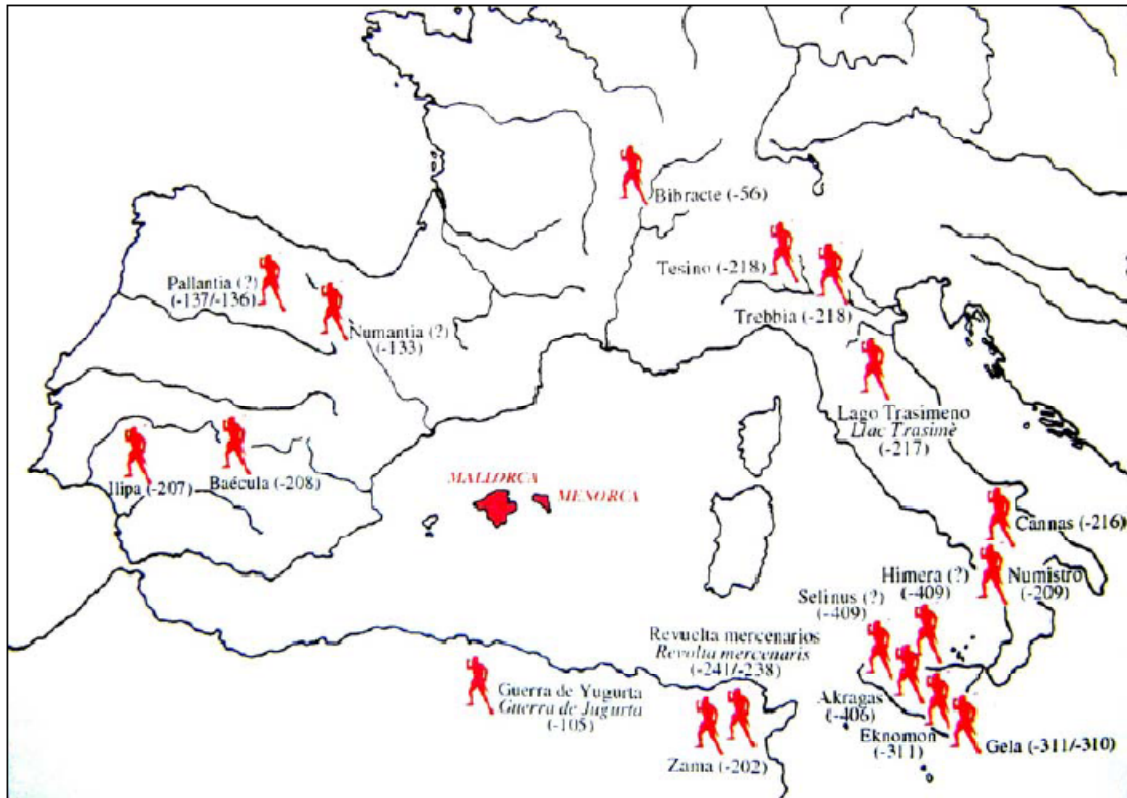 Bibracte (-56)
Tesino (-218)
Trebbia (-218)
Pallantia (?)
(-137/-136)
Numantia (?)
(-133)
Lago Trasimeno
Llac Trasimè
(-217)
Ilipa (-207)
Baécula (-208)
MALLORCA
MENORCA
Cannas (-216)
Himera (?)
(-409)
Numistro
(-209)
Selinus (?)
(-409)
Revuelta mercenarios
Revolta mercenaris
(-241/-238)
Guerra de Yugurta
Guerra de Jugurta
(-105)
Akragas
(-406)
Eknomon
(-311)
Gela (-311/-310)
Zama (-202)